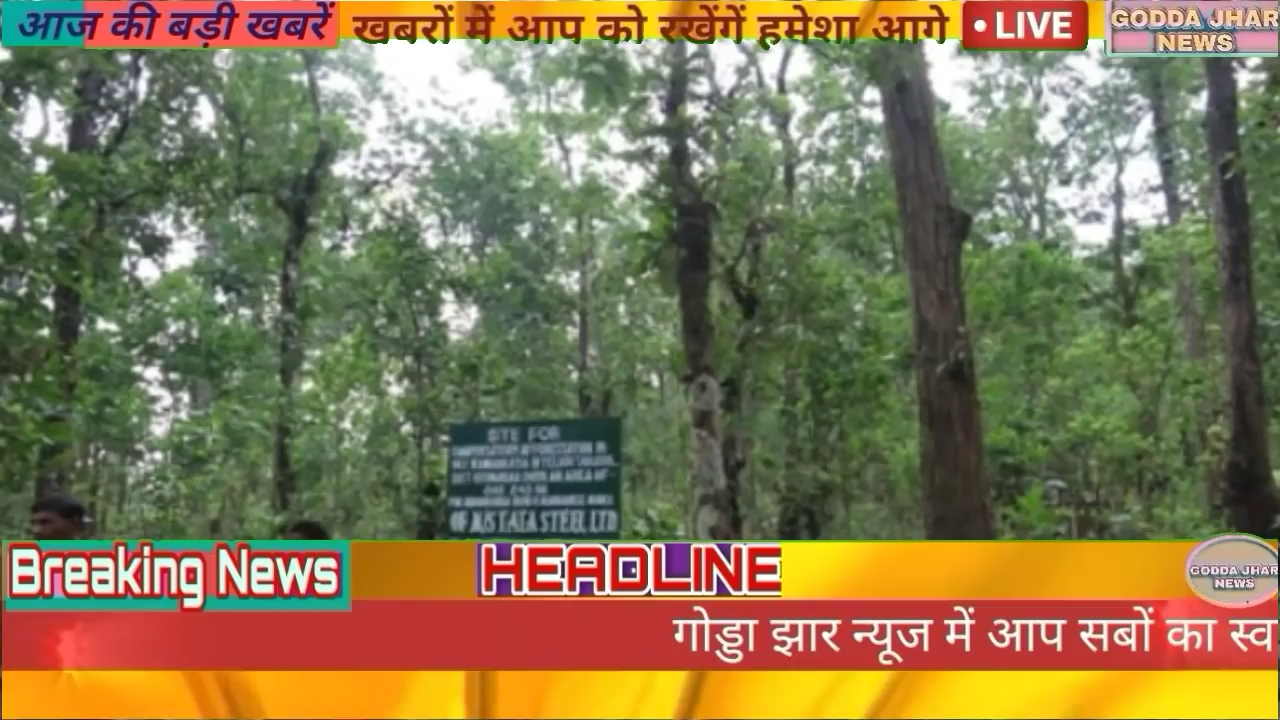 आज की बड़ी खबरें
खबरों में आप को रखेंगें हमेशा आगे
• LIVE
GODDA JHAR
NEWS
SITE FOR
OF M/S TATA STEEL LTD
Breaking News
HEADLINE
GODDA JHAR
NEWS
गोड्डा झार न्यूज में आप सबों का स्व